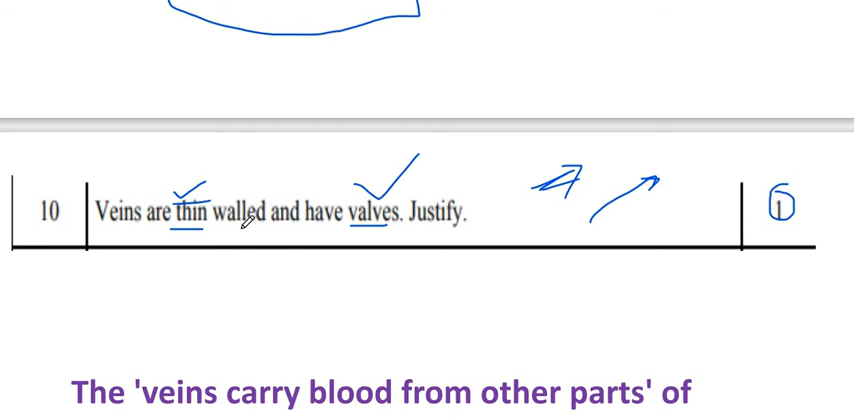 10 Veins are thin walled and have valves. Justify. 1
The 'veins carry blood from other parts' of